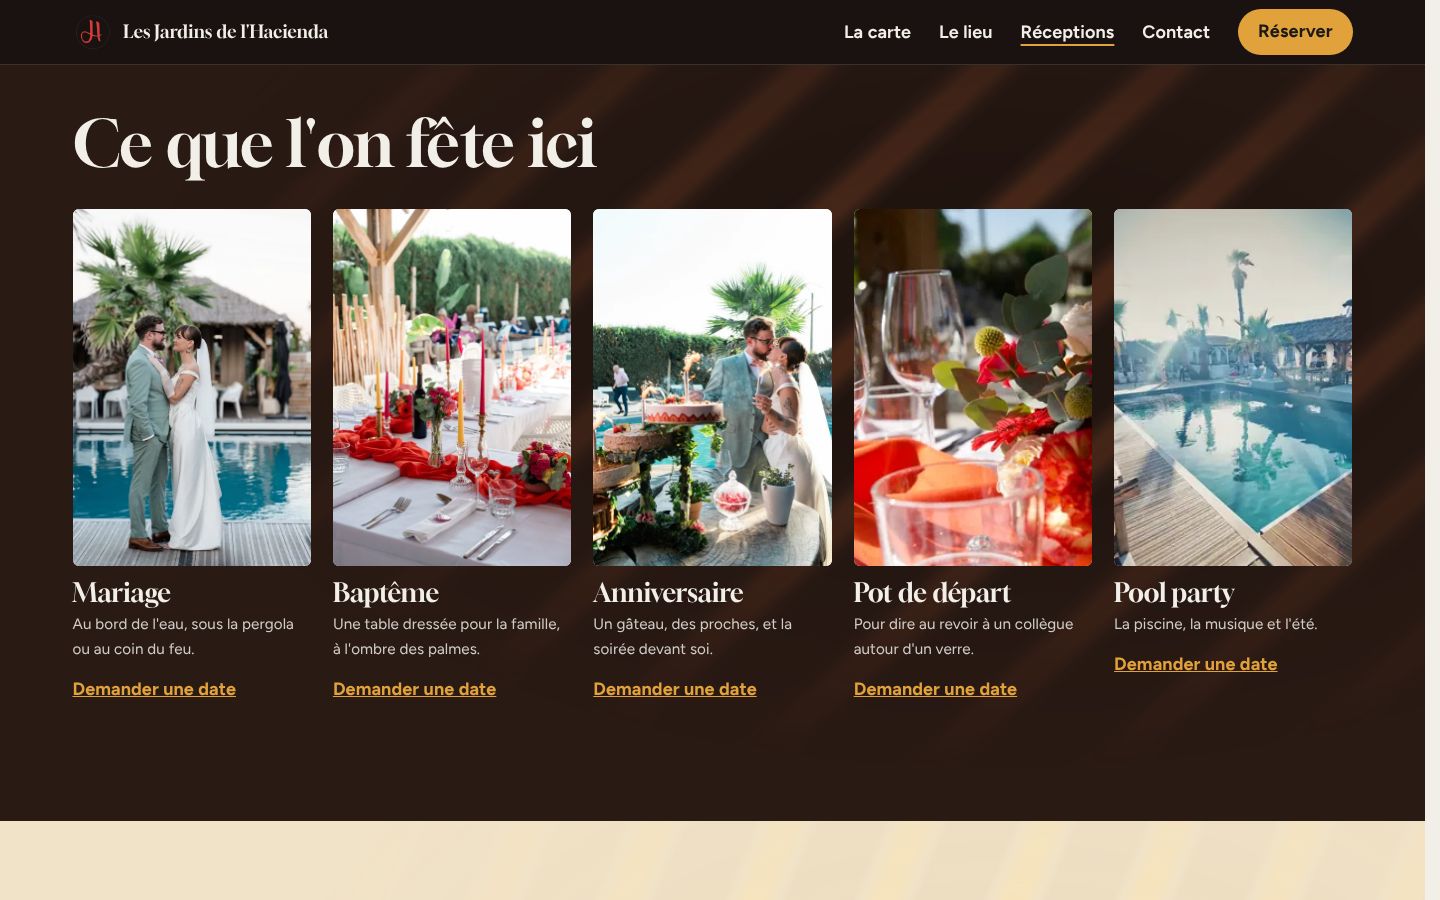 Les Jardins de l'Hacienda
La carte
Le lieu
Réceptions
Contact
Réserver
Ce que l'on fête ici
Mariage
Au bord de l'eau, sous la pergola
ou au coin du feu.
Demander une date
Baptême
Une table dressée pour la famille,
à l'ombre des palmes.
Demander une date
Anniversaire
Un gâteau, des proches, et la
soirée devant soi.
Demander une date
Pot de départ
Pour dire au revoir à un collègue
autour d'un verre.
Demander une date
Pool party
La piscine, la musique et l'été.
Demander une date